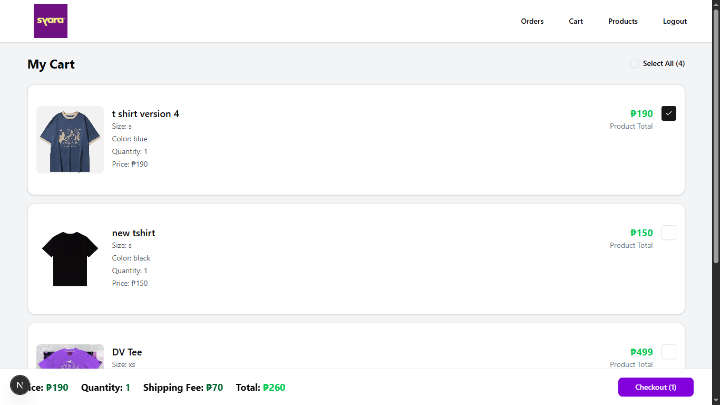 syara
Orders Cart Products Logout
My Cart
Select All (4)
t shirt version 4
Size: s
Color: blue
Quantity: 1
Price: ₱190
₱190
Product Total
new tshirt
Size: s
Color: black
Quantity: 1
Price: ₱150
₱150
Product Total
DV Tee
Size: xs
₱499
Product Total
N
ice: ₱190 Quantity: 1 Shipping Fee: ₱70 Total: ₱260
Checkout (1)